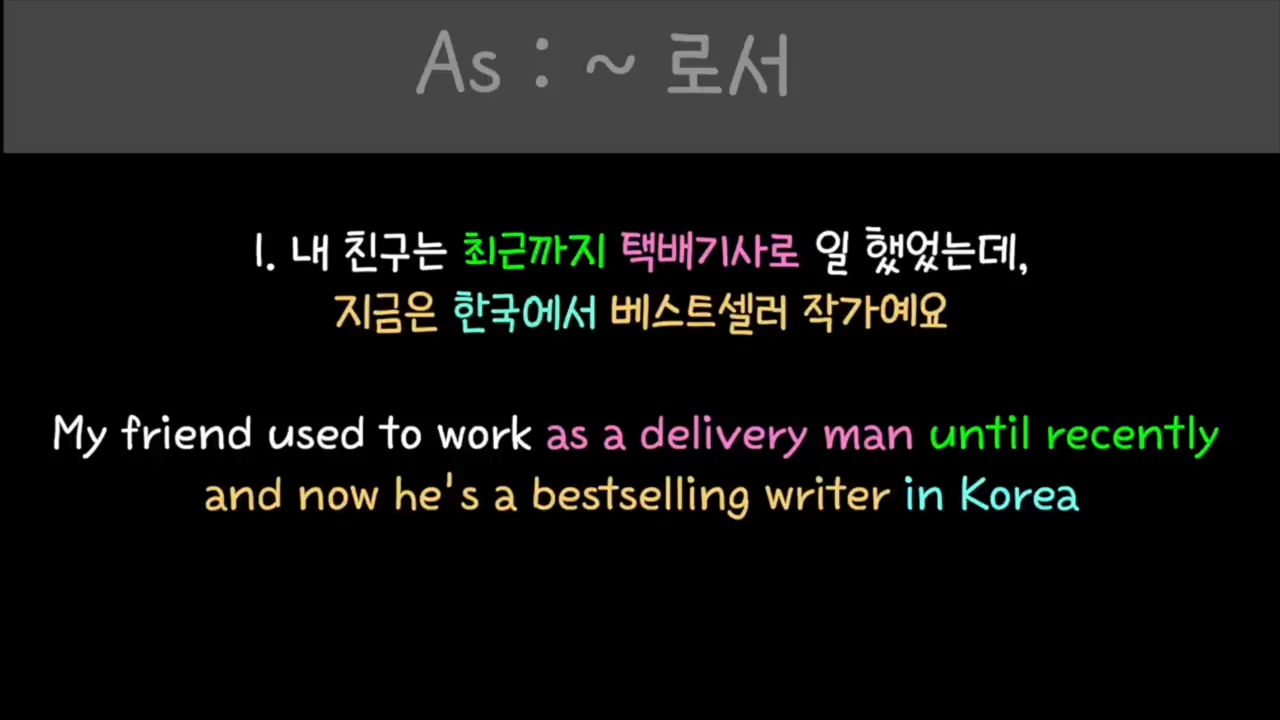 As : ~ 로서
1. 내 친구는 최근까지 택배기사로 일 했었는데,
지금은 한국에서 베스트셀러 작가예요
My friend used to work as a delivery man until recently
and now he's a bestselling writer in Korea